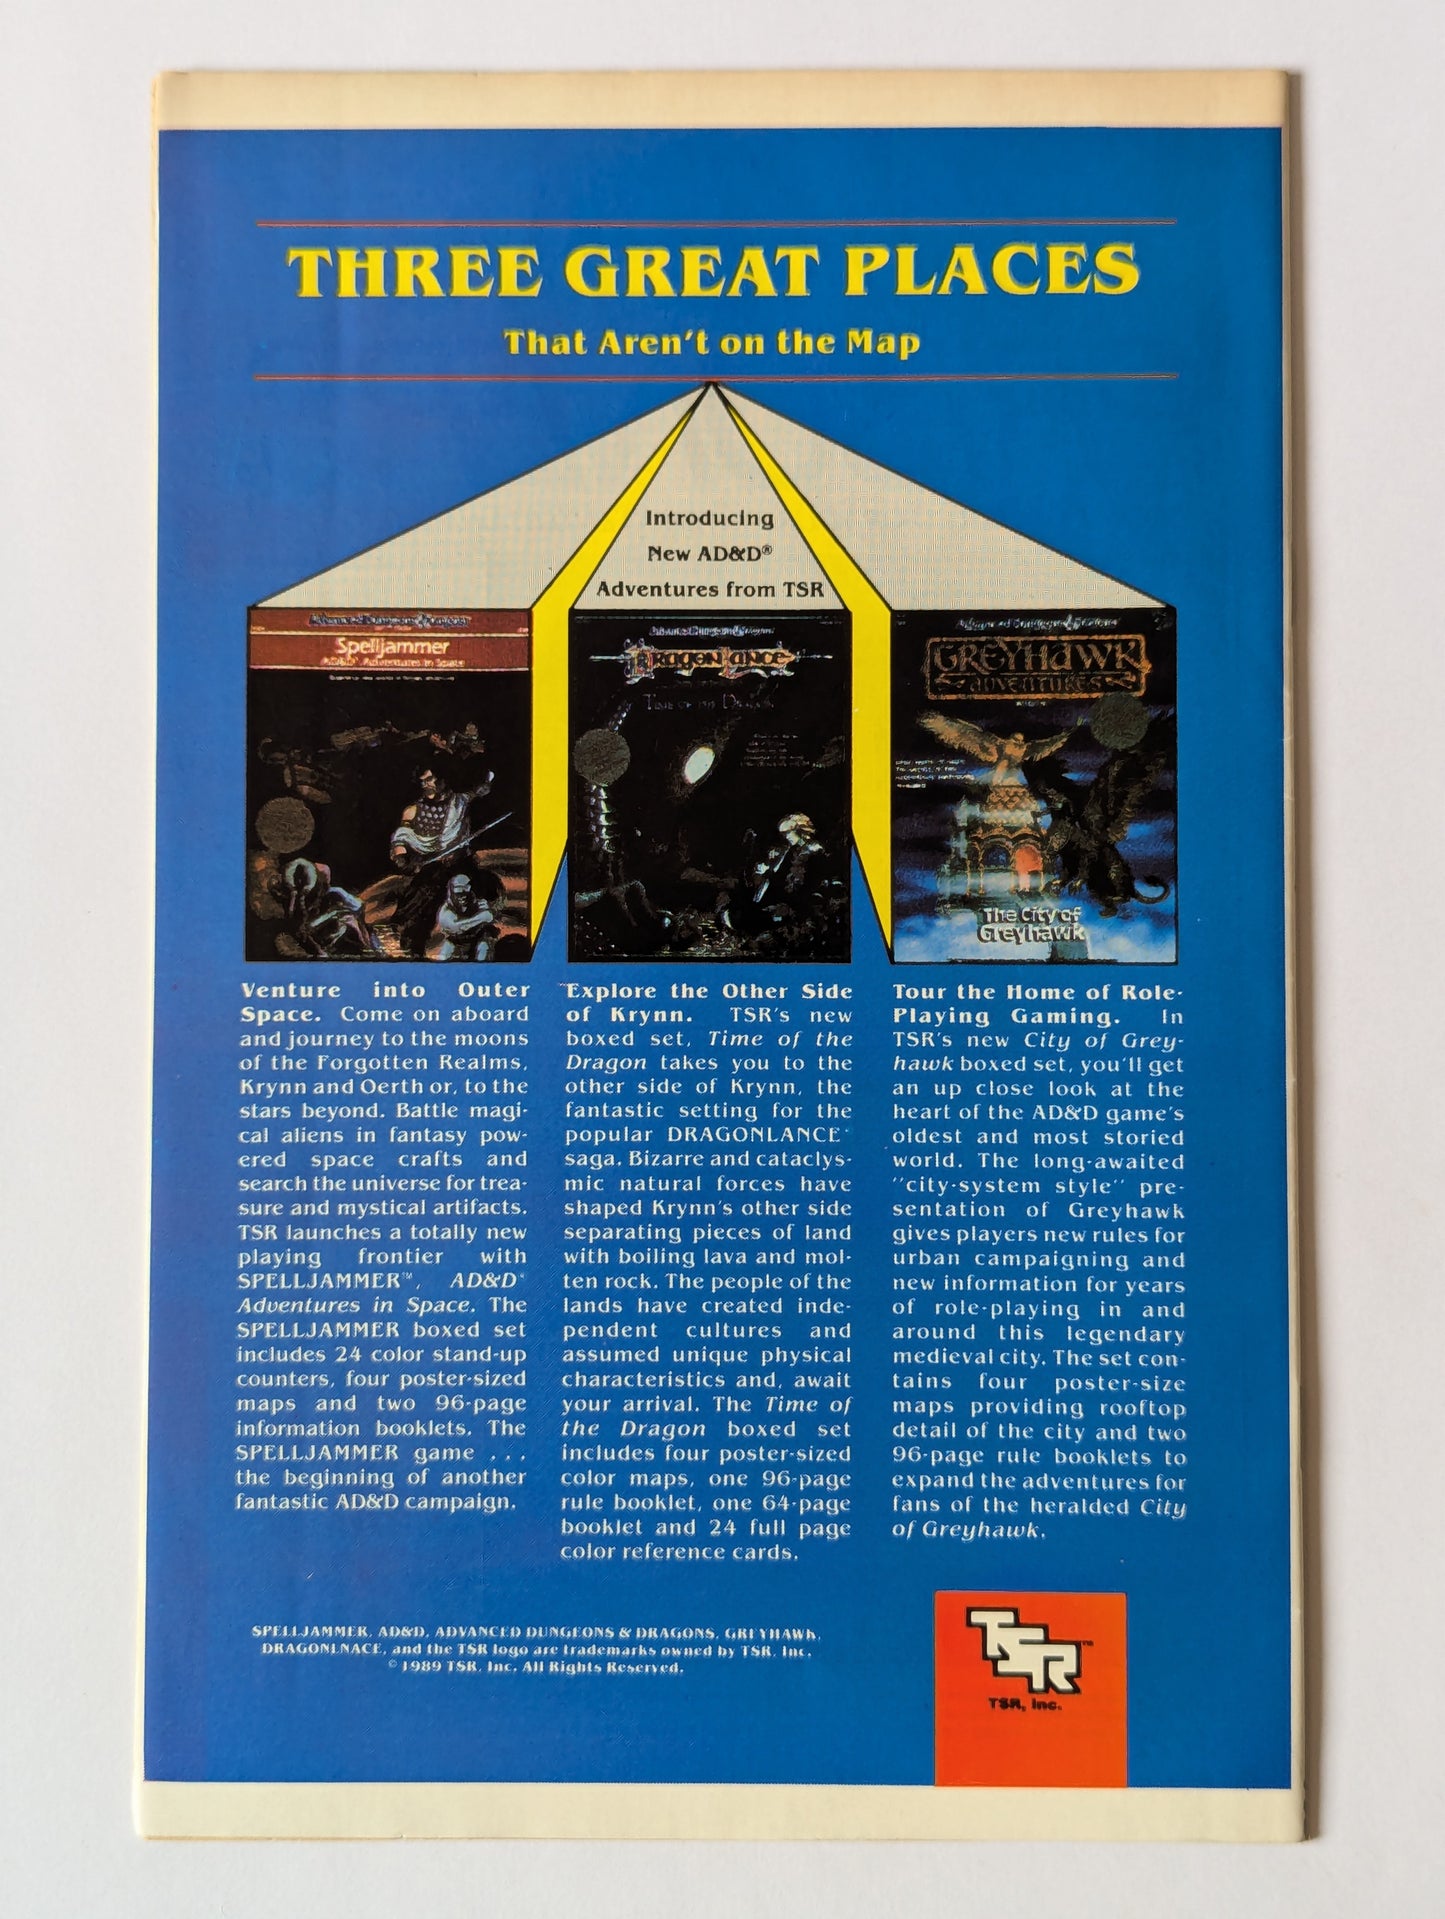 THREE GREAT PLACES
That Aren't on the Map
Introducing
New AD&D®
Adventures from TSR
Spelljammer
AD&D Adventures in Space
DRAGONLANCE
TIME OF THE DRAGON
GREYHAWK
ADVENTURES
The City of
Greyhawk
Venture into Outer
Space. Come on aboard
and journey to the moons
of the Forgotten Realms,
Krynn and Oerth or, to the
stars beyond. Battle magi-
cal aliens in fantasy pow-
ered space crafts and
search the universe for trea-
sure and mystical artifacts.
TSR launches a totally new
playing frontier with
SPELLJAMMER™, AD&D®
Adventures in Space. The
SPELLJAMMER boxed set
includes 24 color stand-up
counters, four poster-sized
maps and two 96-page
information booklets. The
SPELLJAMMER game . . .
the beginning of another
fantastic AD&D campaign.
Explore the Other Side
of Krynn. TSR's new
boxed set, Time of the
Dragon takes you to the
other side of Krynn, the
fantastic setting for the
popular DRAGONLANCE®
saga. Bizarre and cataclys-
mic natural forces have
shaped Krynn's other side
separating pieces of land
with boiling lava and mol-
ten rock. The people of the
lands have created inde-
pendent cultures and
assumed unique physical
characteristics and, await
your arrival. The Time of
the Dragon boxed set
includes four poster-sized
color maps, one 96-page
rule booklet, one 64-page
booklet and 24 full page
color reference cards.
Tour the Home of Role-
Playing Gaming. In
TSR's new City of Grey-
hawk boxed set, you'll get
an up close look at the
heart of the AD&D game's
oldest and most storied
world. The long-awaited
"city-system style" pre-
sentation of Greyhawk
gives players new rules for
urban campaigning and
new information for years
of role-playing in and
around this legendary
medieval city. The set con-
tains four poster-size
maps providing rooftop
detail of the city and two
96-page rule booklets to
expand the adventures for
fans of the heralded City
of Greyhawk.
SPELLJAMMER, AD&D, ADVANCED DUNGEONS & DRAGONS, GREYHAWK,
DRAGONLNACE, and the TSR logo are trademarks owned by TSR, Inc.
© 1989 TSR, Inc. All Rights Reserved.
TSR™
TSR, Inc.